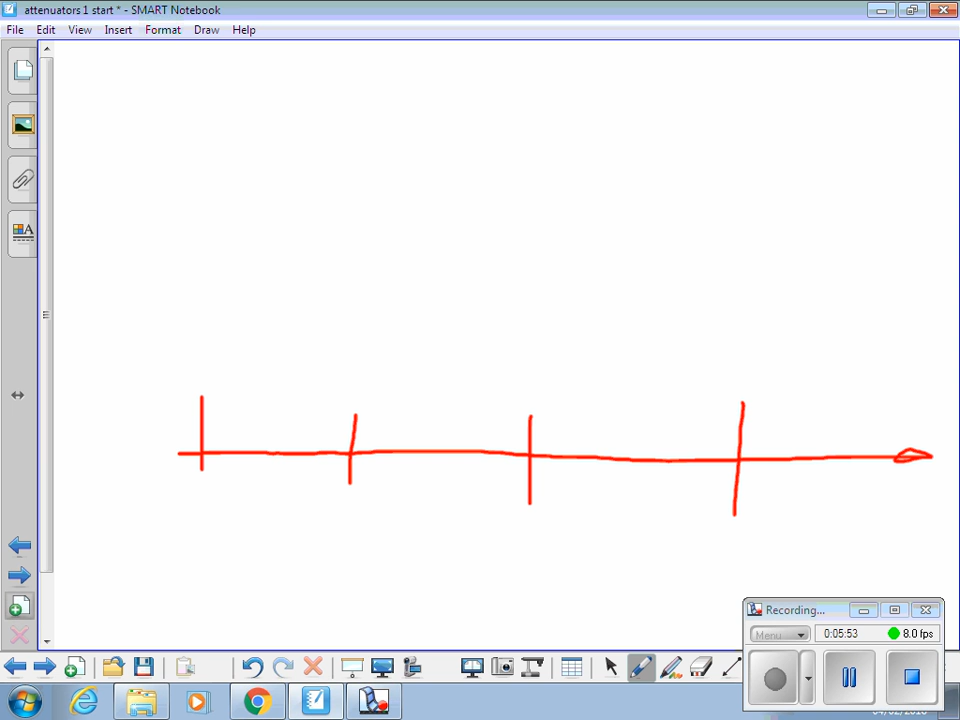 attenuators 1 start * - SMART Notebook
File Edit View Insert Format Draw Help
Recording...
Menu 0:05:53 8.0 fps